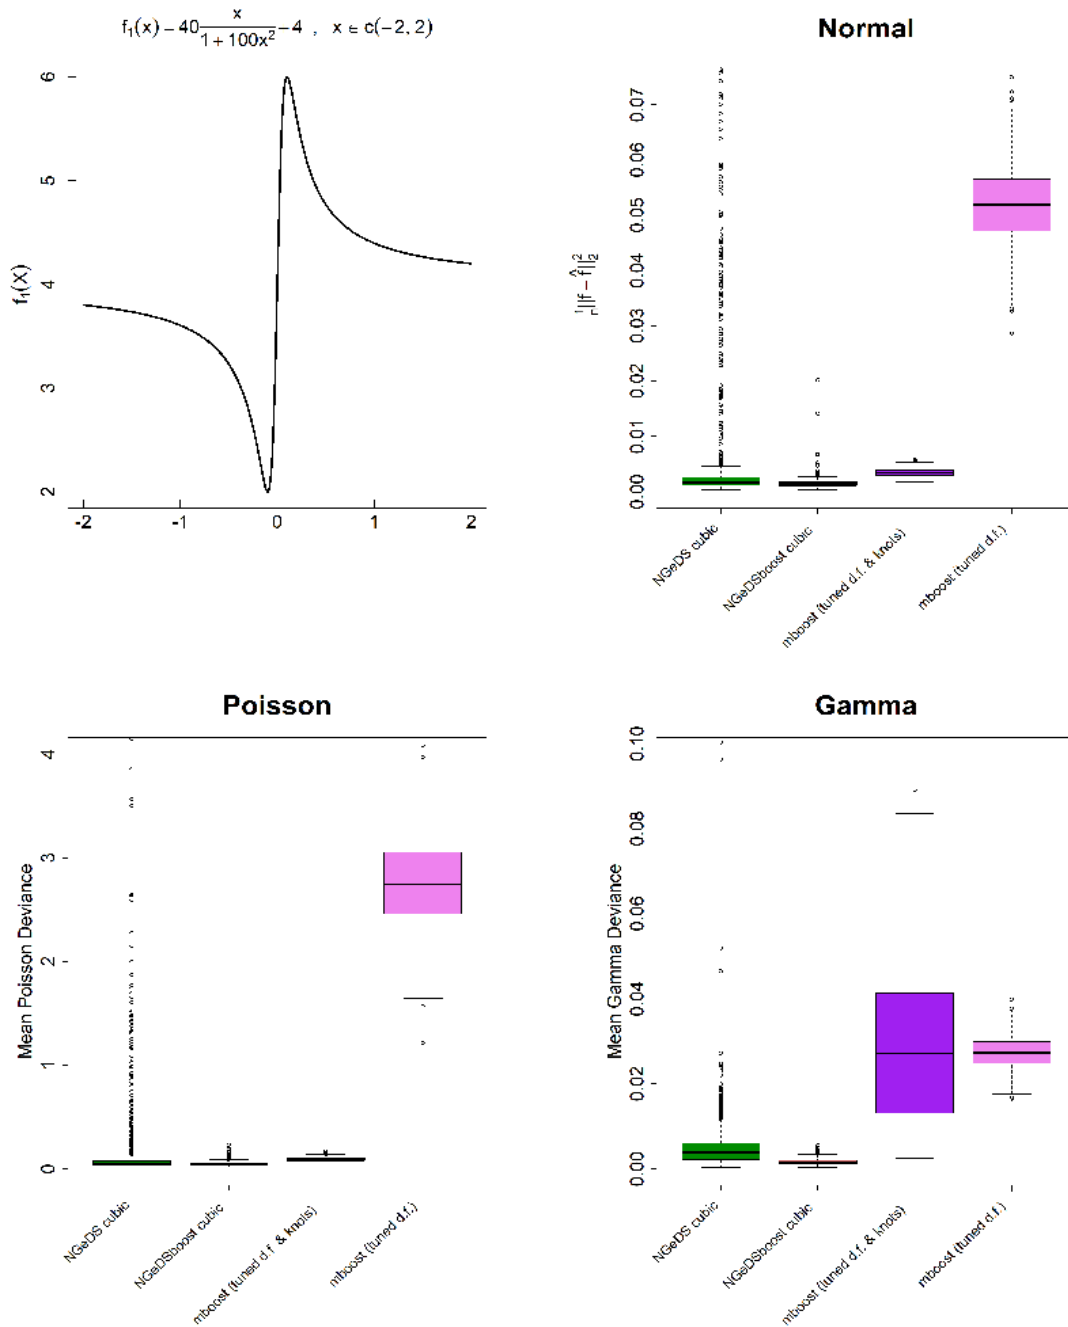 f₁(x) = 40 x / (1 + 100x²) − 4 , x ∈ c(−2, 2)
f₁(x)
6
5
4
3
2
-2 -1 0 1 2
Normal
1/n ||f − f̂||₂²
0.07
0.06
0.05
0.04
0.03
0.02
0.01
0.00
NGeDS cubic
NGeDSboost cubic
mboost (tuned d.f. & knots)
mboost (tuned d.f.)
Poisson
Mean Poisson Deviance
4
3
2
1
0
NGeDS cubic
NGeDSboost cubic
mboost (tuned d.f. & knots)
mboost (tuned d.f.)
Gamma
Mean Gamma Deviance
0.10
0.08
0.06
0.04
0.02
0.00
NGeDS cubic
NGeDSboost cubic
mboost (tuned d.f. & knots)
mboost (tuned d.f.)